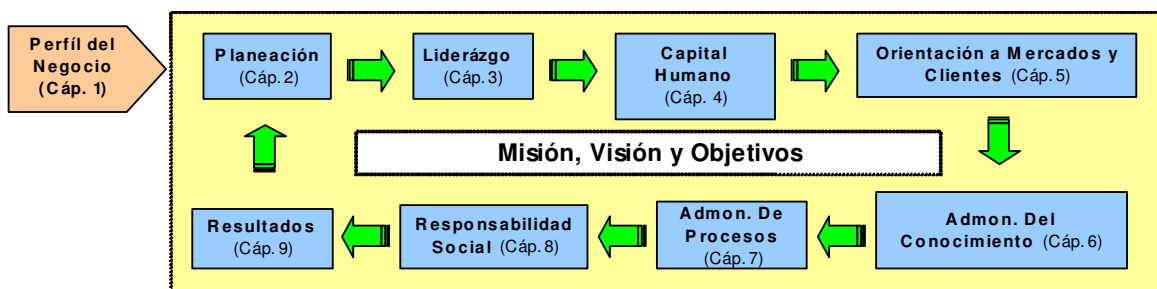 Perfíl del
Negocio
(Cáp. 1)
Planeación
(Cáp. 2)
Liderázgo
(Cáp. 3)
Capital
Humano
(Cáp. 4)
Orientación a Mercados y
Clientes (Cáp. 5)
Misión, Visión y Objetivos
Resultados
(Cáp. 9)
Responsabilidad
Social (Cáp. 8)
Admon. De
Procesos
(Cáp. 7)
Admon. Del
Conocimiento (Cáp. 6)